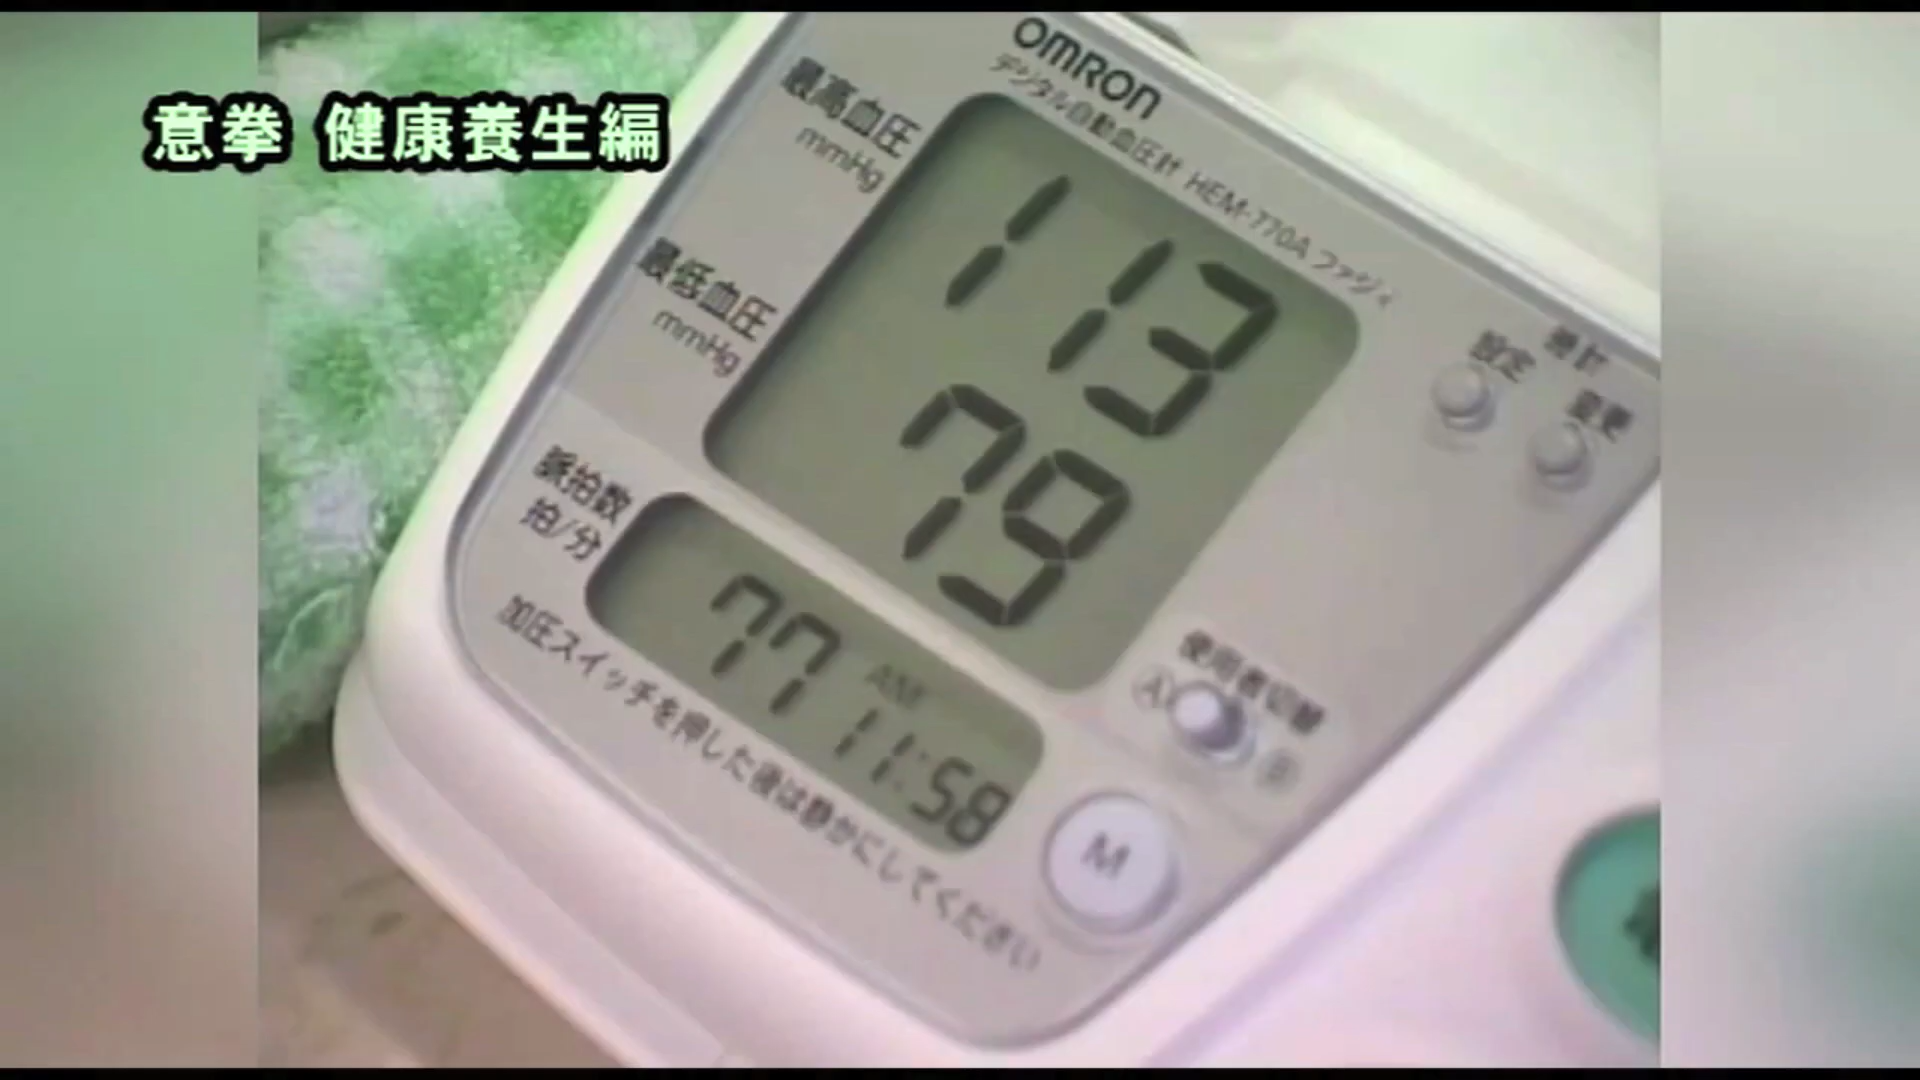 意拳 健康養生編
OMRON
デジタル自動血圧計 HEM-770A ファジィ
最高血圧
mmHg
113
最低血圧
mmHg
79
設定
時計
変更
脈拍数
拍/分
77
AM
11:58
使用者切替
A
B
M
加圧スイッチを押した後は静かにしてください